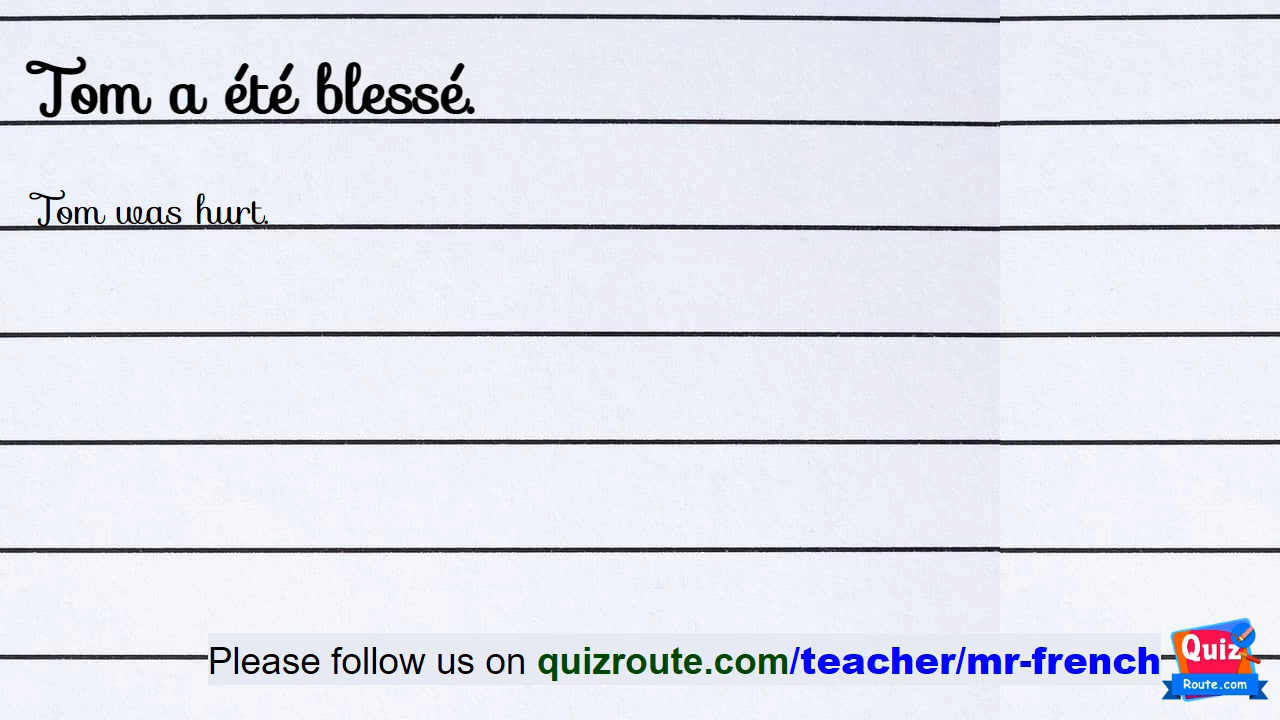 Tom a été blessé.
Tom was hurt.
Please follow us on quizroute.com/teacher/mr-french
Quiz
Route.com